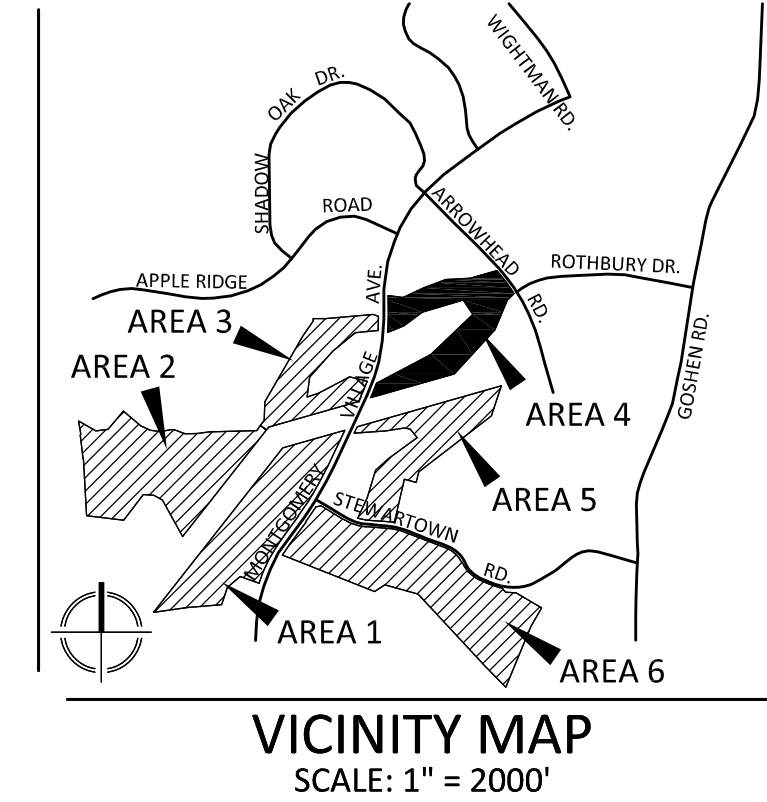 WIGHTMAN RD.
SHADOW OAK DR.
ARROWHEAD RD.
APPLE RIDGE ROAD
ROTHBURY DR.
MONTGOMERY VILLAGE AVE.
GOSHEN RD.
AREA 3
AREA 2
AREA 4
AREA 5
STEWARTOWN RD.
AREA 1
AREA 6
VICINITY MAP
SCALE: 1" = 2000'